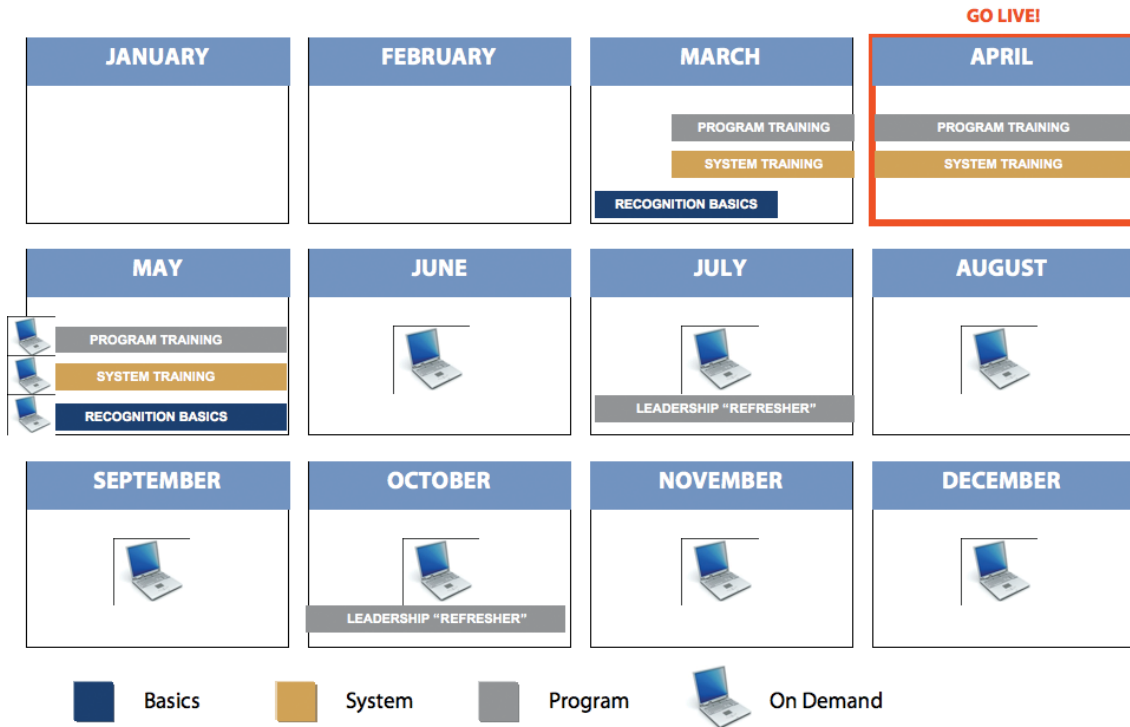 GO LIVE!
JANUARY
FEBRUARY
MARCH
APRIL
PROGRAM TRAINING
PROGRAM TRAINING
SYSTEM TRAINING
SYSTEM TRAINING
RECOGNITION BASICS
MAY
JUNE
JULY
AUGUST
PROGRAM TRAINING
SYSTEM TRAINING
RECOGNITION BASICS
LEADERSHIP “REFRESHER”
SEPTEMBER
OCTOBER
NOVEMBER
DECEMBER
LEADERSHIP “REFRESHER”
Basics
System
Program
On Demand